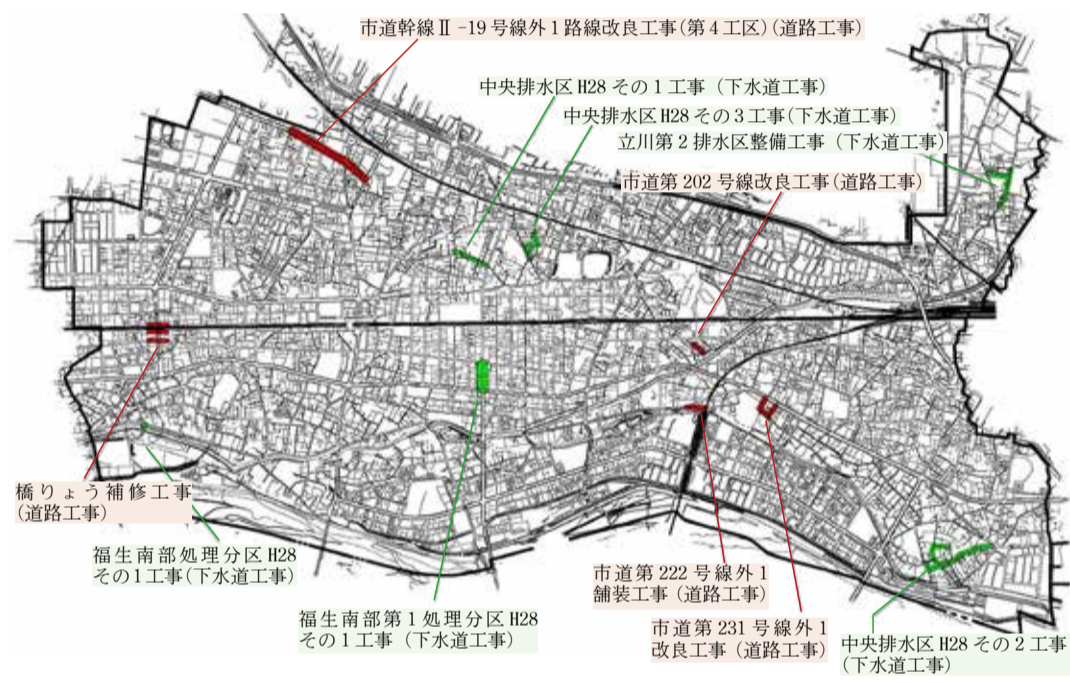 市道幹線Ⅱ-19号線外1路線改良工事(第4工区)(道路工事)
中央排水区H28その1工事（下水道工事）
中央排水区H28その3工事(下水道工事)
立川第2排水区整備工事（下水道工事）
市道第202号線改良工事(道路工事)
橋りょう補修工事
(道路工事)
福生南部処理分区H28
その1工事(下水道工事)
福生南部第1処理分区H28
その1工事（下水道工事）
市道第222号線外1
舗装工事（道路工事）
市道第231号線外1
改良工事（道路工事）
中央排水区H28その2工事
(下水道工事)